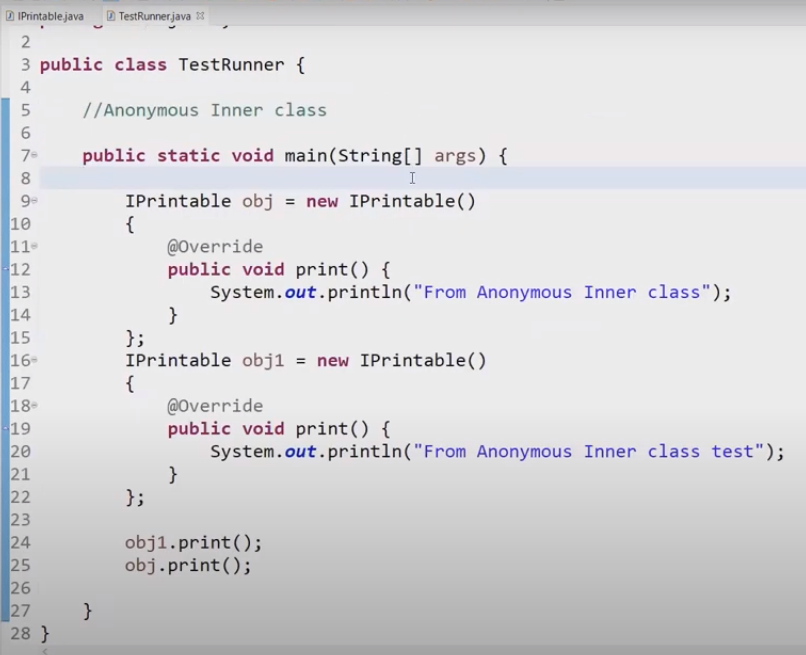 IPrintable.java TestRunner.java
2
3 public class TestRunner {
4
5 //Anonymous Inner class
6
7 public static void main(String[] args) {
8
9 IPrintable obj = new IPrintable()
10 {
11 @Override
12 public void print() {
13 System.out.println("From Anonymous Inner class");
14 }
15 };
16 IPrintable obj1 = new IPrintable()
17 {
18 @Override
19 public void print() {
20 System.out.println("From Anonymous Inner class test");
21 }
22 };
23
24 obj1.print();
25 obj.print();
26
27 }
28 }